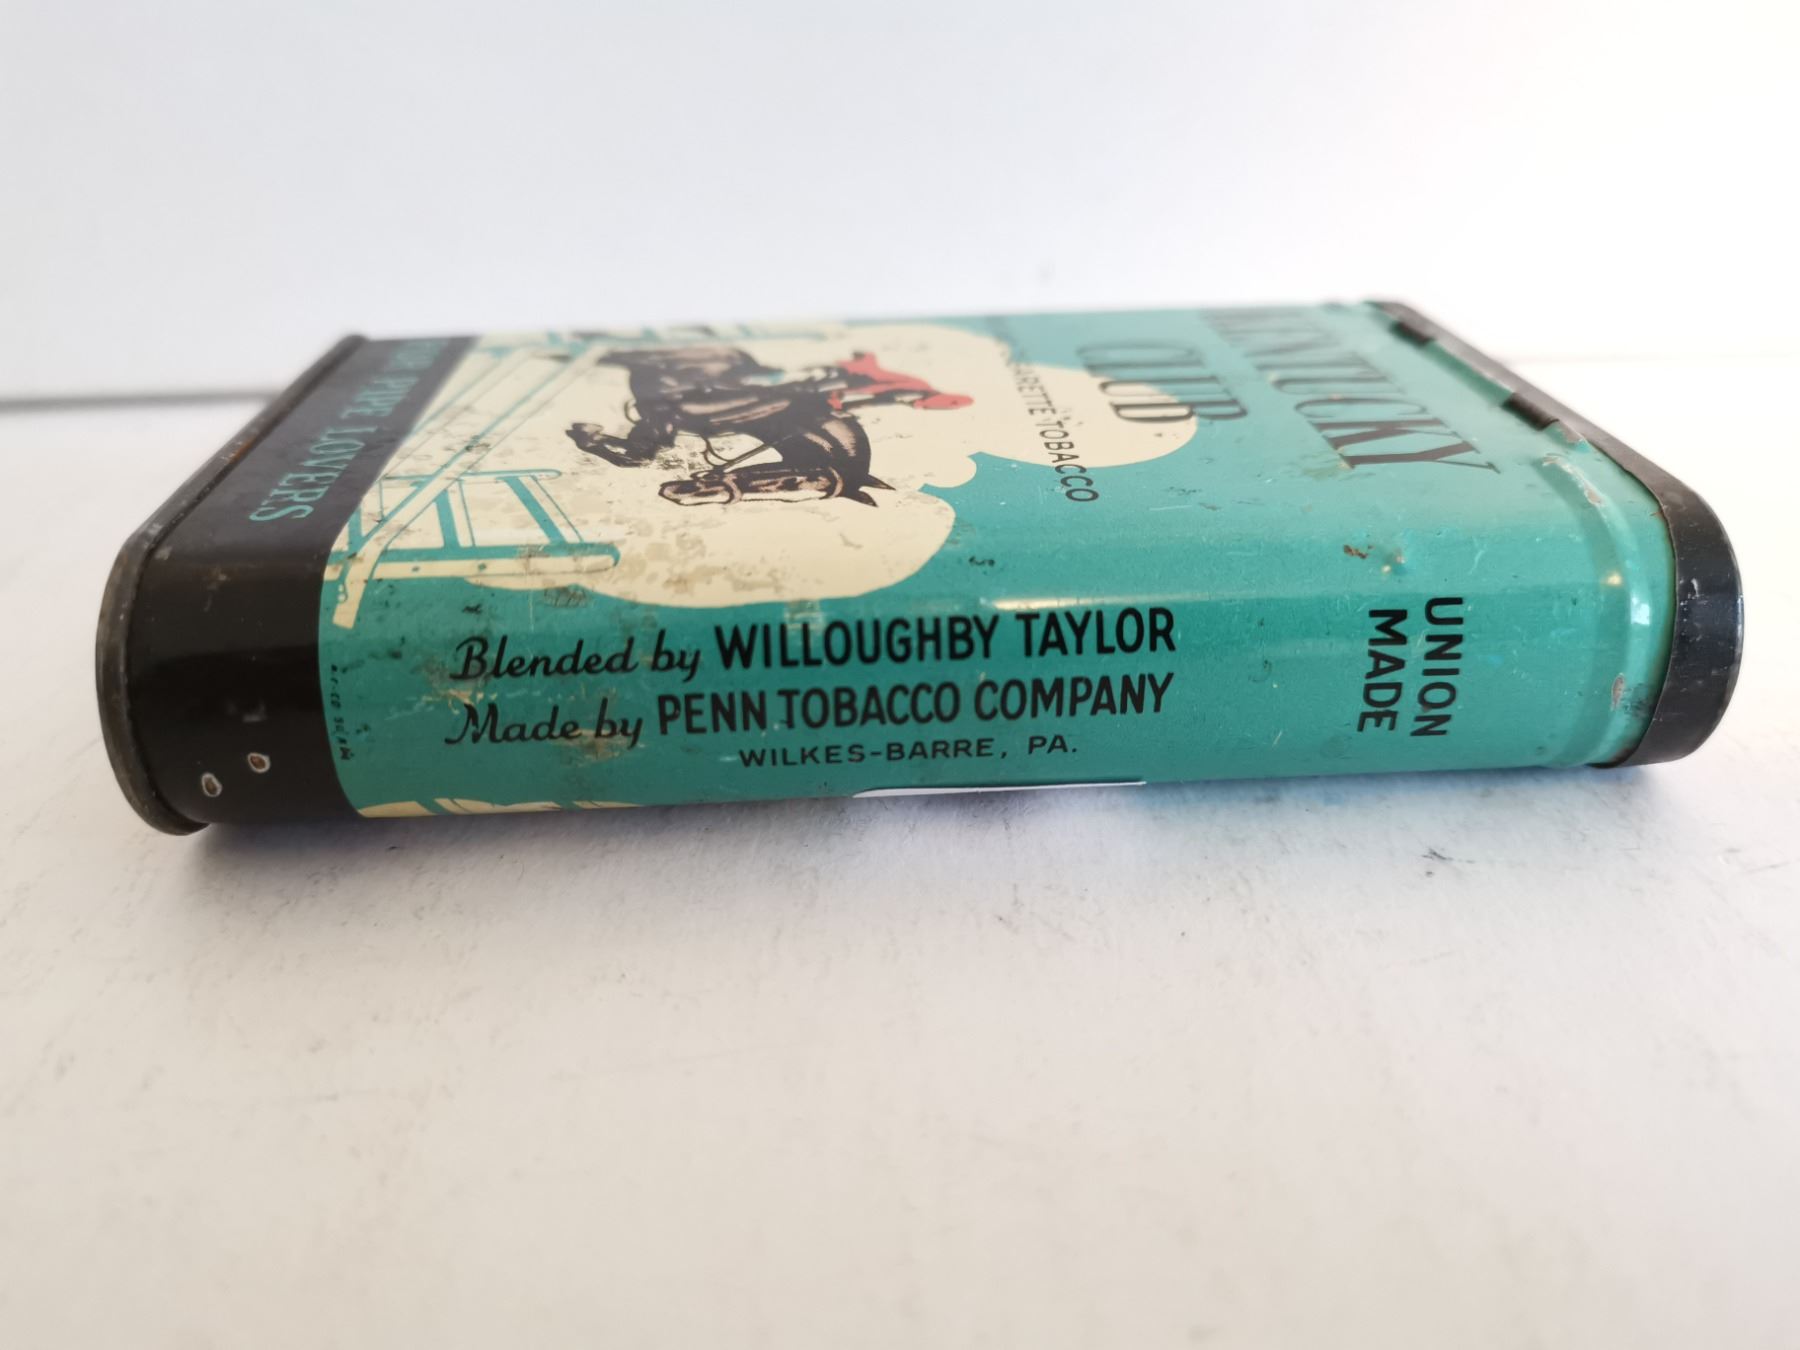 KENTUCKY
CLUB
CIGARETTE TOBACCO
PIPE LOVERS
Blended by WILLOUGHBY TAYLOR
Made by PENN TOBACCO COMPANY
WILKES-BARRE, PA.
UNION
MADE